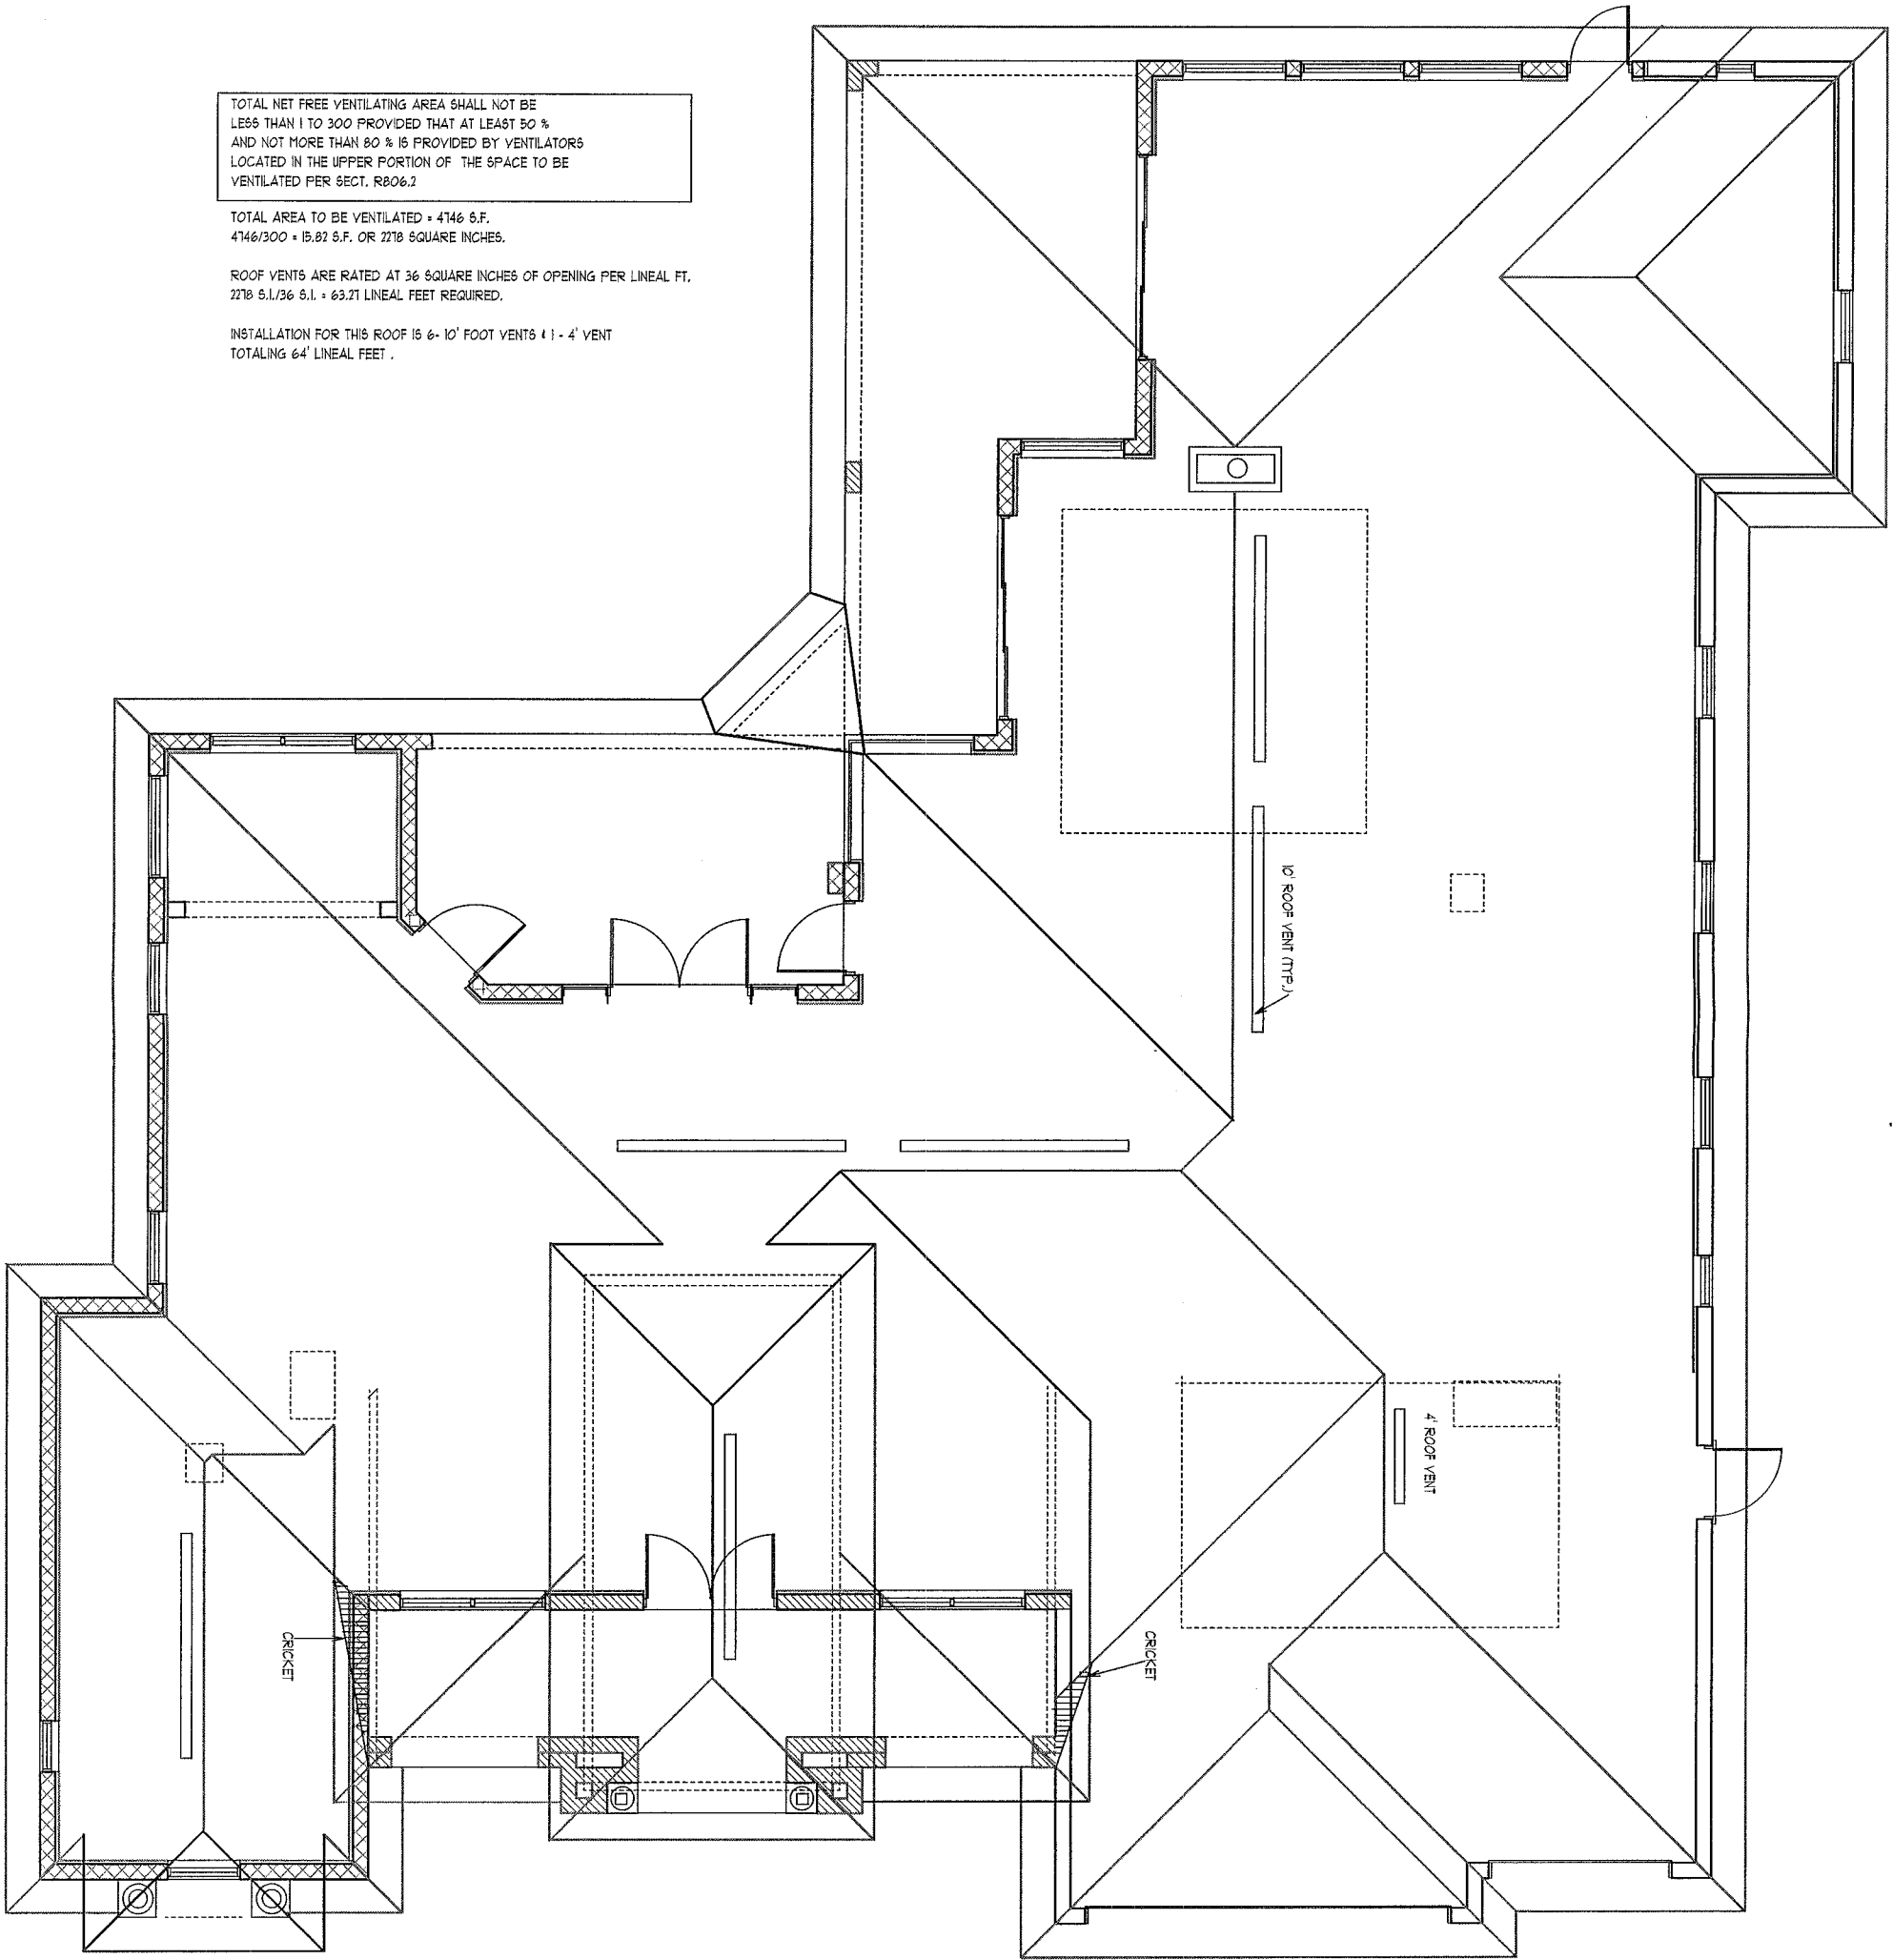 TOTAL NET FREE VENTILATING AREA SHALL NOT BE
LESS THAN 1 TO 300 PROVIDED THAT AT LEAST 50 %
AND NOT MORE THAN 80 % IS PROVIDED BY VENTILATORS
LOCATED IN THE UPPER PORTION OF THE SPACE TO BE
VENTILATED PER SECT. R806.2
TOTAL AREA TO BE VENTILATED = 4746 S.F.
4746/300 = 15.82 S.F. OR 2278 SQUARE INCHES.
ROOF VENTS ARE RATED AT 36 SQUARE INCHES OF OPENING PER LINEAL FT.
2278 S.I./36 S.I. = 63.27 LINEAL FEET REQUIRED.
INSTALLATION FOR THIS ROOF IS 6- 10' FOOT VENTS & 1 - 4' VENT
TOTALING 64' LINEAL FEET .
10' ROOF VENT (TYP.)
4' ROOF VENT
CRICKET
CRICKET